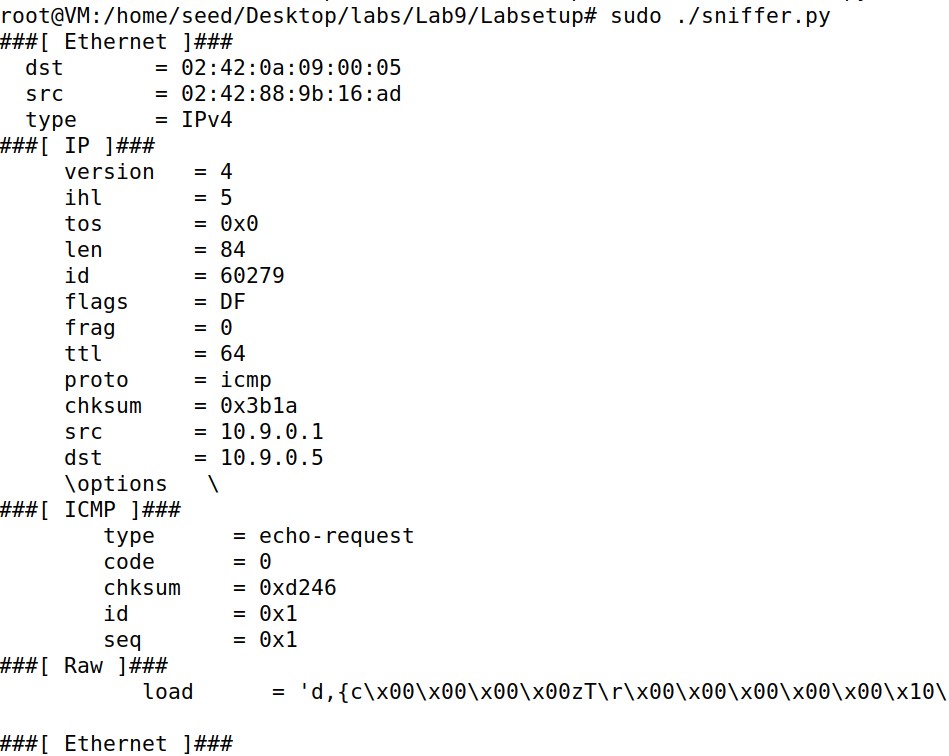 root@VM:/home/seed/Desktop/labs/Lab9/Labsetup# sudo ./sniffer.py
###[ Ethernet ]###
  dst       = 02:42:0a:09:00:05
  src       = 02:42:88:9b:16:ad
  type      = IPv4
###[ IP ]###
     version   = 4
     ihl       = 5
     tos       = 0x0
     len       = 84
     id        = 60279
     flags     = DF
     frag      = 0
     ttl       = 64
     proto     = icmp
     chksum    = 0x3b1a
     src       = 10.9.0.1
     dst       = 10.9.0.5
     \options   \
###[ ICMP ]###
        type      = echo-request
        code      = 0
        chksum    = 0xd246
        id        = 0x1
        seq       = 0x1
###[ Raw ]###
           load      = 'd,{c\x00\x00\x00\x00zT\r\x00\x00\x00\x00\x00\x10\
###[ Ethernet ]###